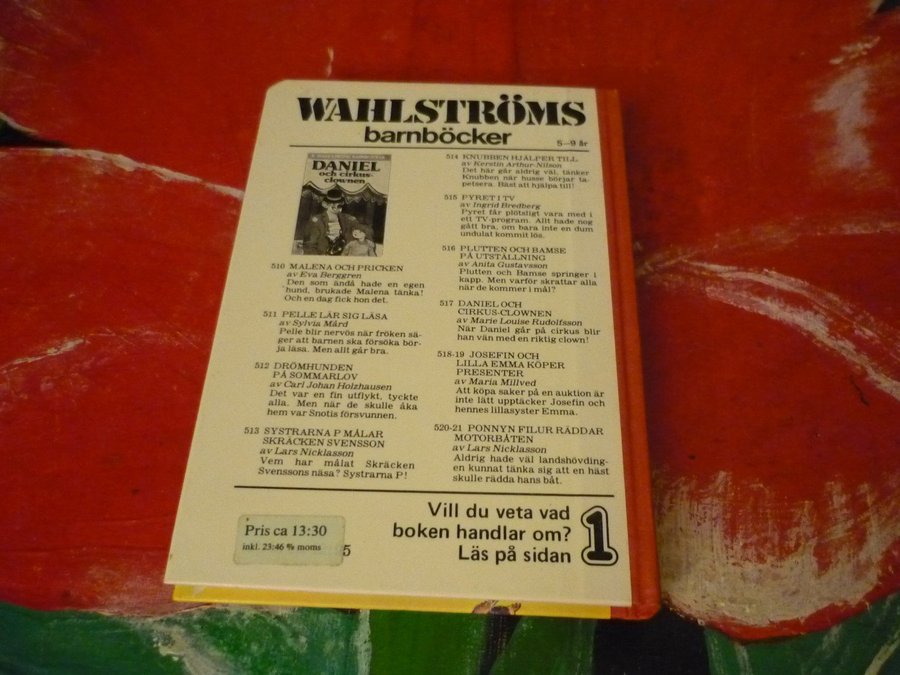 WAHLSTRÖMS
barnböcker
5–9 år
DANIEL
och cirkus-
clownen
510 MALENA OCH PRICKEN
av Eva Berggren
Den som ändå hade en egen
hund, brukade Malena tänka!
Och en dag fick hon det.
511 PELLE LÄR SIG LÄSA
av Sylvia Mård
Pelle blir nervös när fröken sä-
ger att barnen ska försöka bör-
ja läsa. Men allt går bra.
512 DRÖMHUNDEN
PÅ SOMMARLOV
av Carl Johan Holzhausen
Det var en fin utflykt, tyckte
alla. Men när de skulle åka
hem var Snotis försvunnen.
513 SYSTRARNA P MÅLAR
SKRÄCKEN SVENSSON
av Lars Nicklasson
Vem har målat Skräcken
Svenssons näsa? Systrarna P!
514 KNUBBEN HJÄLPER TILL
av Kerstin Arthur-Nilson
Det här går aldrig väl, tänker
Knubben när husse börjar ta-
petsera. Bäst att hjälpa till!
515 PYRET I TV
av Ingrid Bredberg
Pyret får plötsligt vara med i
ett TV-program. Allt hade nog
gått bra, om bara inte en dum
undulat kommit lös.
516 PLUTTEN OCH BAMSE
PÅ UTSTÄLLNING
av Anita Gustavsson
Plutten och Bamse springer i
kapp. Men varför skrattar alla
när de kommer i mål?
517 DANIEL OCH
CIRKUS-CLOWNEN
av Marie Louise Rudolfsson
När Daniel går på cirkus blir
han vän med en riktig clown!
518-19 JOSEFIN OCH
LILLA EMMA KÖPER
PRESENTER
av Maria Millved
Att köpa saker på en auktion är
inte lätt upptäcker Josefin och
hennes lillasyster Emma.
520-21 PONNYN FILUR RÄDDAR
MOTORBÅTEN
av Lars Nicklasson
Aldrig hade väl landshövding-
en kunnat tänka sig att en häst
skulle rädda hans båt.
Pris ca 13:30
inkl. 23:46 % moms
5
Vill du veta vad
boken handlar om?
Läs på sidan 1